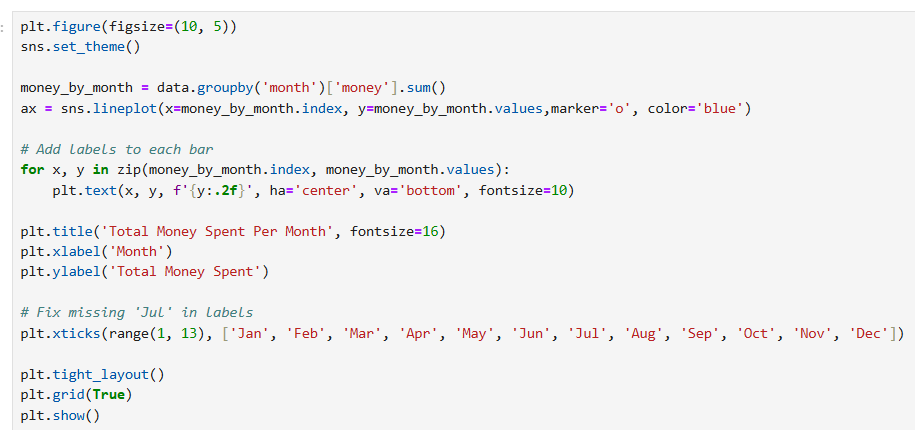 plt.figure(figsize=(10, 5))
sns.set_theme()

money_by_month = data.groupby('month')['money'].sum()
ax = sns.lineplot(x=money_by_month.index, y=money_by_month.values,marker='o', color='blue')

# Add labels to each bar
for x, y in zip(money_by_month.index, money_by_month.values):
    plt.text(x, y, f'{y:.2f}', ha='center', va='bottom', fontsize=10)

plt.title('Total Money Spent Per Month', fontsize=16)
plt.xlabel('Month')
plt.ylabel('Total Money Spent')

# Fix missing 'Jul' in labels
plt.xticks(range(1, 13), ['Jan', 'Feb', 'Mar', 'Apr', 'May', 'Jun', 'Jul', 'Aug', 'Sep', 'Oct', 'Nov', 'Dec'])

plt.tight_layout()
plt.grid(True)
plt.show()